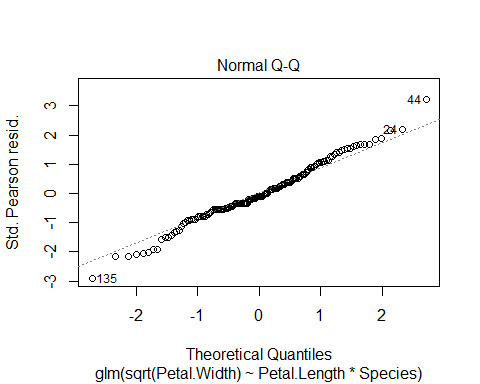 Normal Q-Q
Std. Pearson resid.
3
2
1
0
-1
-2
-3
44
24
135
-2 -1 0 1 2
Theoretical Quantiles
glm(sqrt(Petal.Width) ~ Petal.Length * Species)